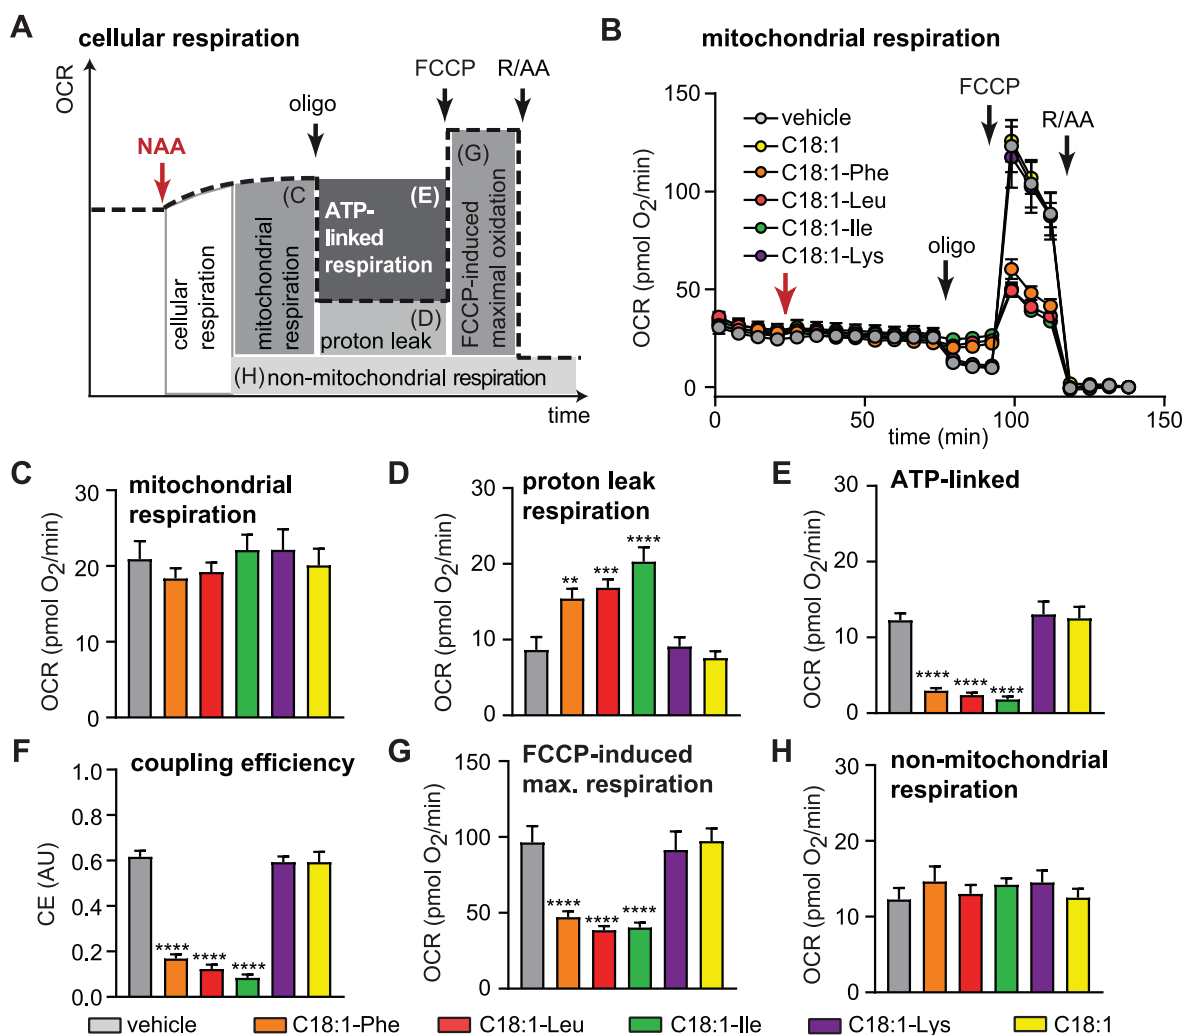 A
cellular respiration
OCR
NAA
oligo
FCCP
R/AA
cellular
respiration
(C)
mitochondrial
respiration
(E)
ATP-
linked
respiration
(D)
proton leak
(G)
FCCP-induced
maximal oxidation
(H) non-mitochondrial respiration
time
B
mitochondrial respiration
OCR (pmol O2/min)
150
100
50
0
vehicle
C18:1
C18:1-Phe
C18:1-Leu
C18:1-Ile
C18:1-Lys
oligo
FCCP
R/AA
0
50
100
150
time (min)
C
mitochondrial
respiration
OCR (pmol O2/min)
30
20
10
0
D
proton leak
respiration
OCR (pmol O2/min)
30
20
10
0
** *** ****
E
ATP-linked
OCR (pmol O2/min)
30
20
10
0
**** **** ****
F
coupling efficiency
CE (AU)
1.0
0.8
0.6
0.4
0.2
0.0
**** **** ****
G
FCCP-induced
max. respiration
OCR (pmol O2/min)
150
100
50
0
**** **** ****
H
non-mitochondrial
respiration
OCR (pmol O2/min)
30
20
10
0
vehicle C18:1-Phe C18:1-Leu C18:1-Ile C18:1-Lys C18:1